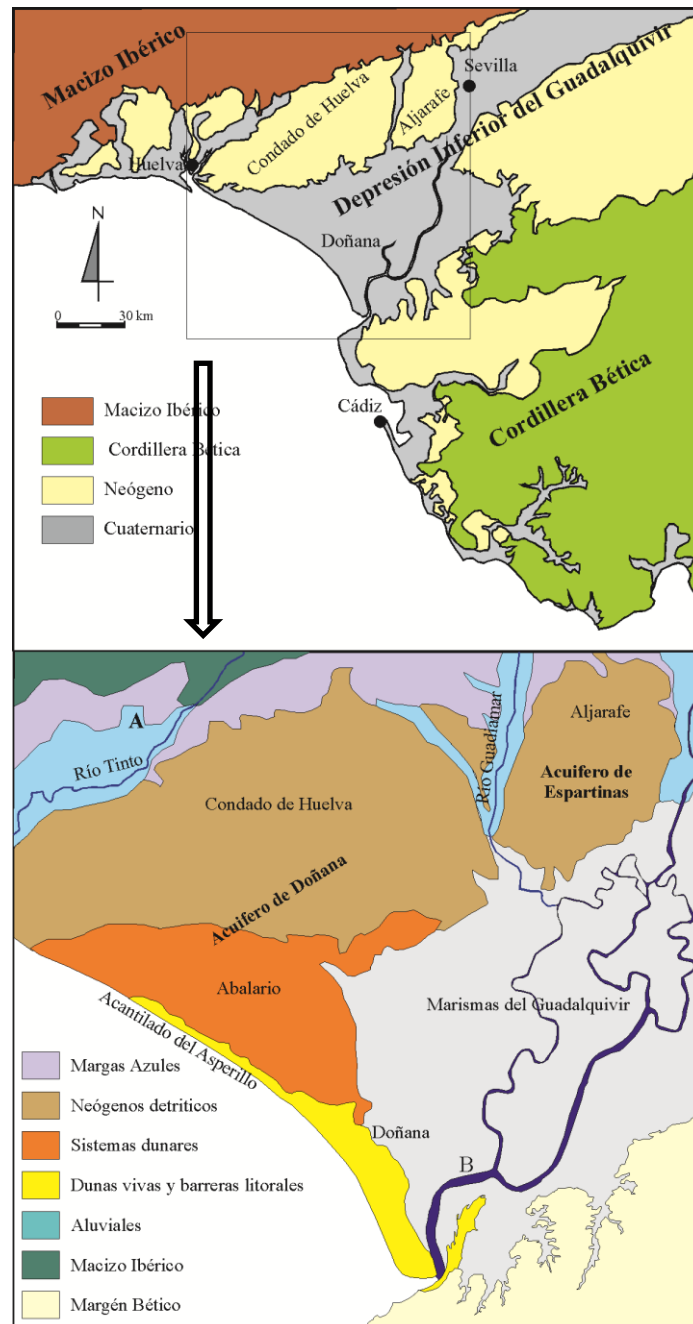 Macizo Ibérico
Sevilla
Condado de Huelva
Aljarafe
Huelva
Depresión Inferior del Guadalquivir
N
Doñana
0 30 km
Cádiz
Cordillera Bética
Macizo Ibérico
Cordillera Bética
Neógeno
Cuaternario
A
Río Tinto
Río Guadiamar
Aljarafe
Acuifero de
Espartinas
Condado de Huelva
Acuifero de Doñana
Abalario
Marismas del Guadalquivir
Acantilado del Asperillo
Doñana
B
Margas Azules
Neógenos detriticos
Sistemas dunares
Dunas vivas y barreras litorales
Aluviales
Macizo Ibérico
Margén Bético